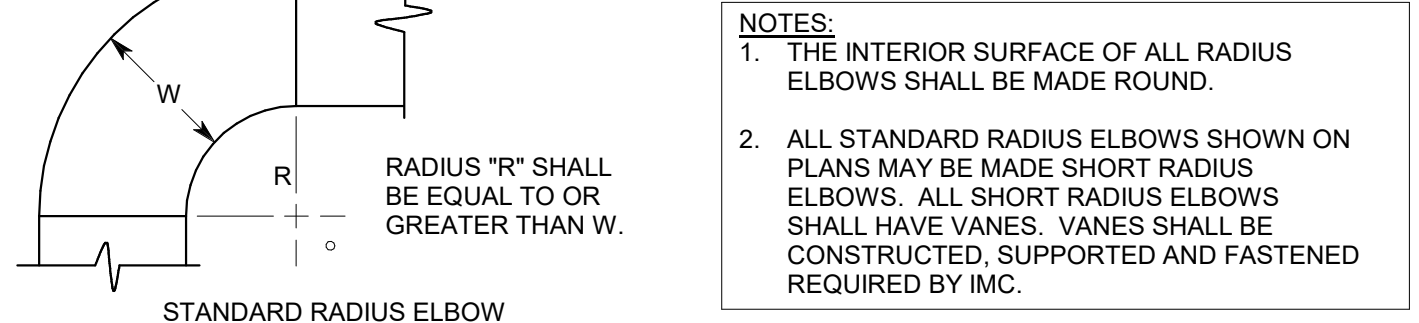 W
R
RADIUS "R" SHALL
BE EQUAL TO OR
GREATER THAN W.
STANDARD RADIUS ELBOW
NOTES:
1. THE INTERIOR SURFACE OF ALL RADIUS
ELBOWS SHALL BE MADE ROUND.
2. ALL STANDARD RADIUS ELBOWS SHOWN ON
PLANS MAY BE MADE SHORT RADIUS
ELBOWS. ALL SHORT RADIUS ELBOWS
SHALL HAVE VANES. VANES SHALL BE
CONSTRUCTED, SUPPORTED AND FASTENED
REQUIRED BY IMC.